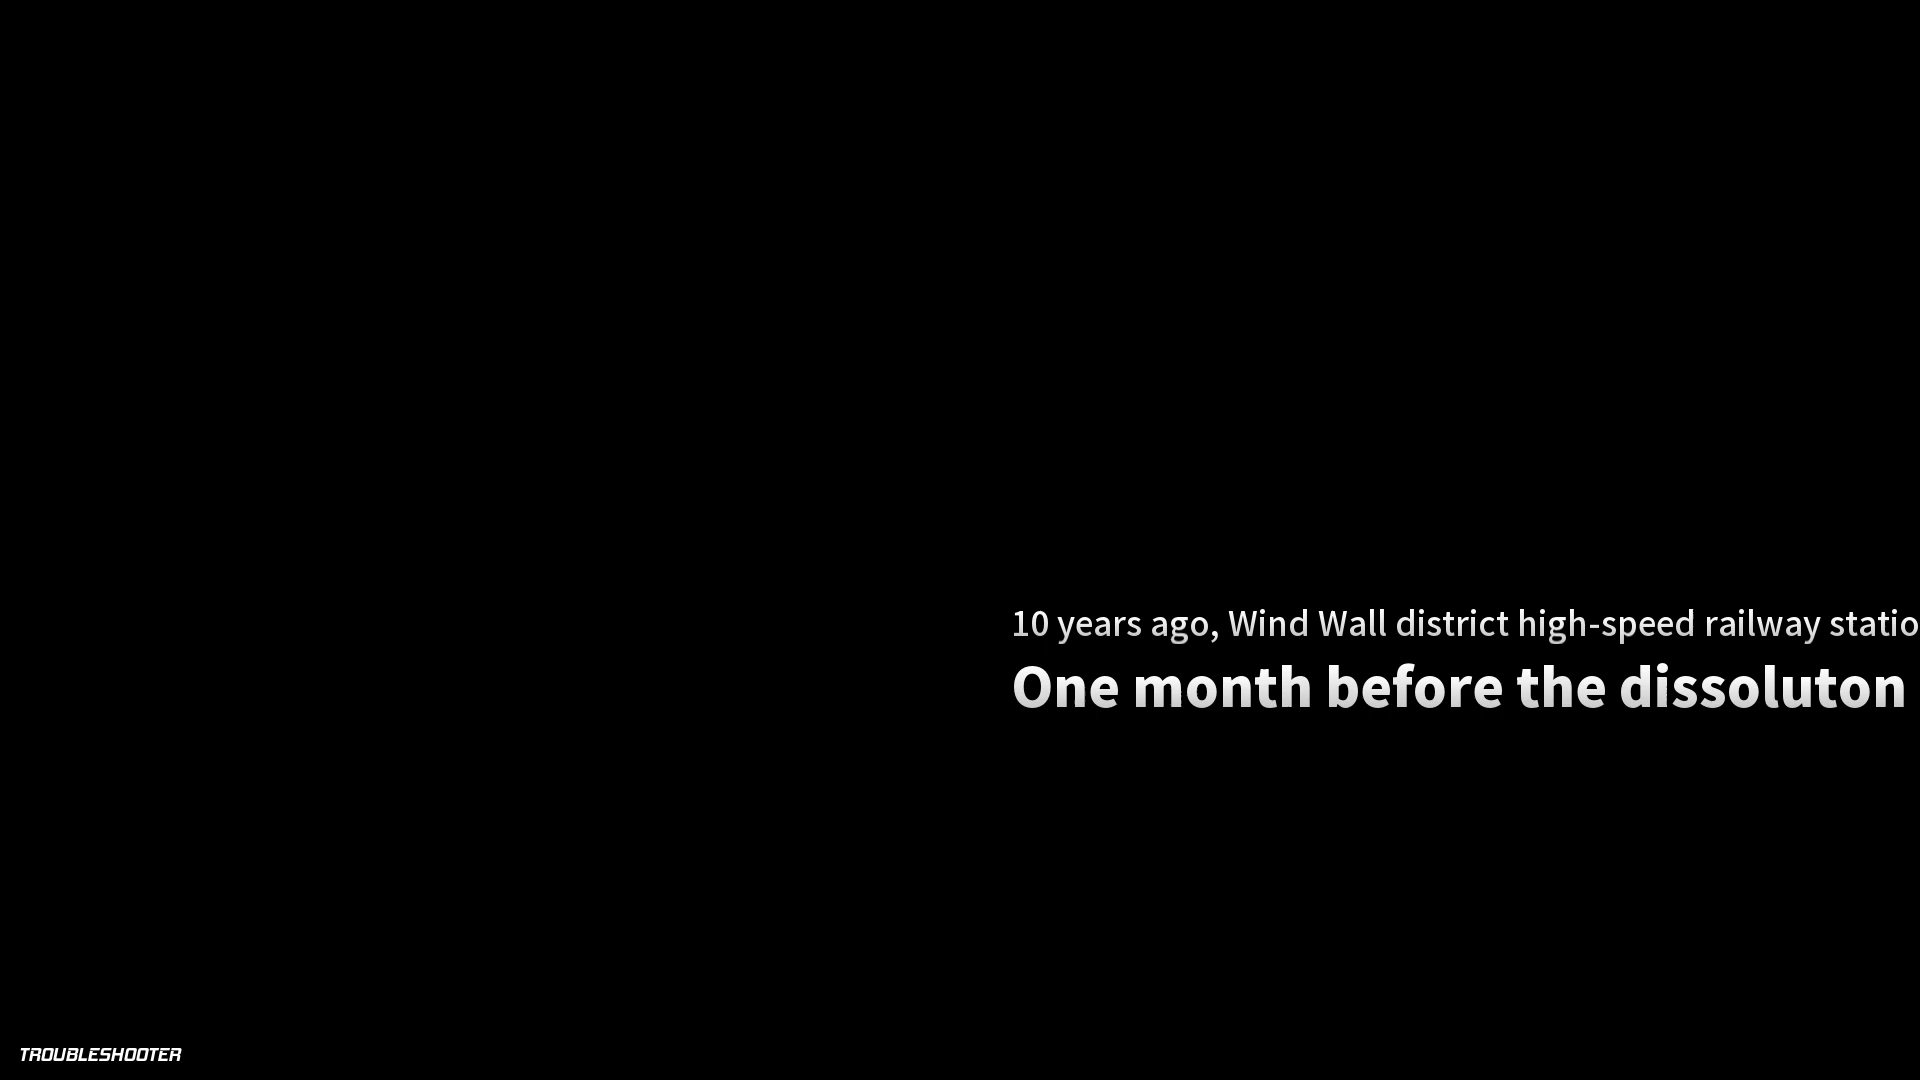 10 years ago, Wind Wall district high-speed railway statio
One month before the dissoluton
TROUBLESHOOTER